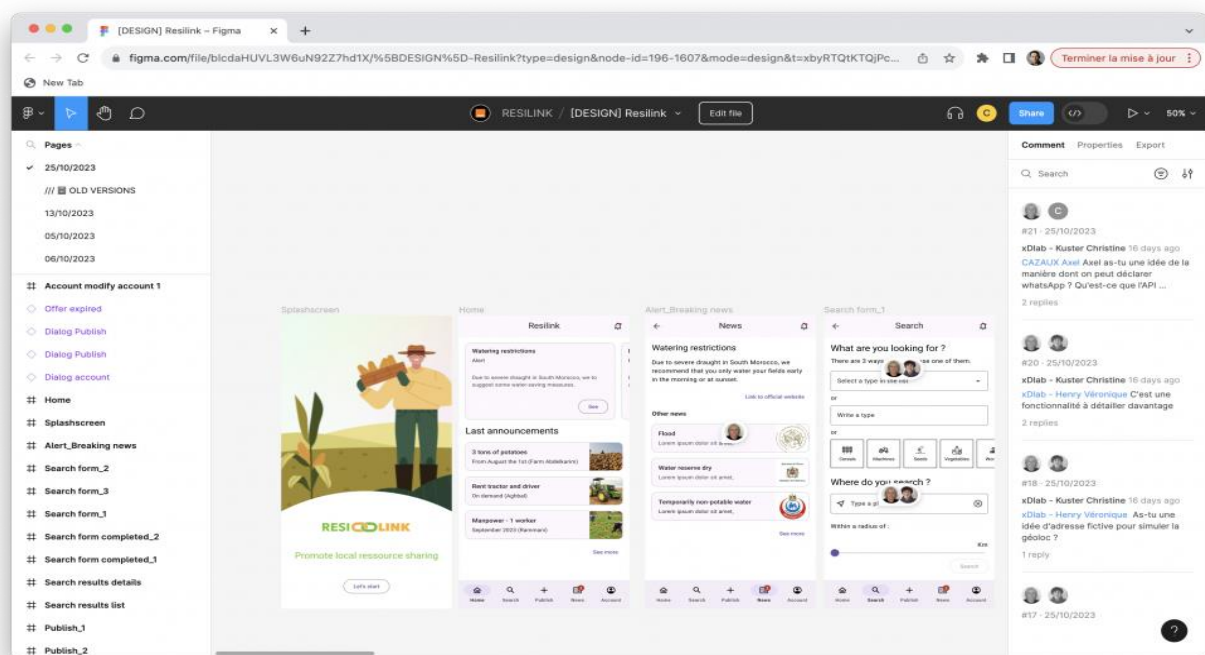 [DESIGN] Resilink – Figma
figma.com/file/blcdaHUVL3W6uN92Z7hd1X/%5BDESIGN%5D-Resilink?type=design&node-id=196-1607&mode=design&t=xbyRTQtKTQjPc...
Terminer la mise à jour
New Tab
RESILINK / [DESIGN] Resilink
Edit file
C
Share
50%
Pages
25/10/2023
/// OLD VERSIONS
13/10/2023
05/10/2023
06/10/2023
Account modify account 1
Offer expired
Dialog Publish
Dialog Publish
Dialog account
Home
Splashscreen
Alert_Breaking news
Search form_2
Search form_3
Search form_1
Search form completed_2
Search form completed_1
Search results details
Search results list
Publish_1
Publish_2
Splashscreen
RESILINK
Promote local ressource sharing
Let's start
Home
Resilink
Watering restrictions
Alert
Due to severe draught in South Morocco, we
suggest some water-saving measures.
See
Last announcements
3 tons of potatoes
From August the 1st (Farm Abdelkarim)
Rent tractor and driver
On demand (Aghbal)
Manpower - 1 worker
September 2023 (Rammani)
See more
Home Search Publish News Account
Alert_Breaking news
News
Watering restrictions
Due to severe draught in South Morocco, we
recommend that you only water your fields early
in the morning or at sunset.
Link to official website
Other news
Flood
Lorem ipsum dolor sit
Water reserve dry
Lorem ipsum dolor sit amet,
Temporarily non-potable water
Lorem ipsum dolor sit amet,
See more
Home Search Publish News Account
Search form_1
Search
What are you looking for ?
There are 3 ways one of them:
Select a type in the list
or
Write a type
or
Cereals Machines Seeds Vegetables
Where do you search ?
Type a pl
Within a radius of :
Km
Search
Home Search Publish News Account
Comment Properties Export
Search
C
#21 · 25/10/2023
xDlab - Kuster Christine 16 days ago
CAZAUX Axel Axel as-tu une idée de la
manière dont on peut déclarer
whatsApp ? Qu'est-ce que l'API ...
2 replies
#20 · 25/10/2023
xDlab - Kuster Christine 16 days ago
xDlab - Henry Véronique C'est une
fonctionnalité à détailler davantage
2 replies
#18 · 25/10/2023
xDlab - Kuster Christine 16 days ago
xDlab - Henry Véronique As-tu une
idée d'adresse fictive pour simuler la
géoloc ?
1 reply
#17 · 25/10/2023
?